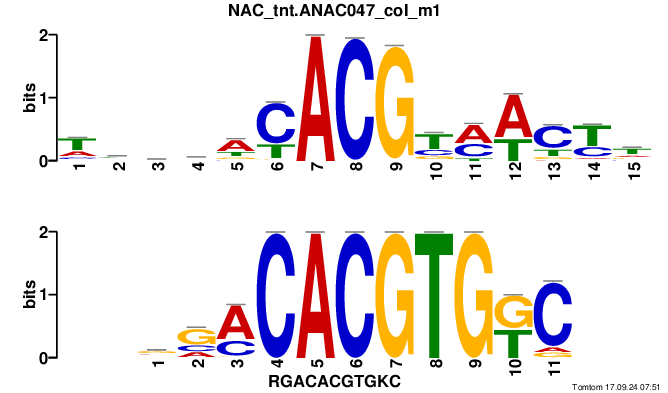 NAC_tnt.ANAC047_col_m1
2
1
0
bits
T A C T A C G T A C A T C T T C T
1 2 3 4 5 6 7 8 9 10 11 12 13 14 15
2
1
0
bits
G C A A C C A C G T G G T C A G
1 2 3 4 5 6 7 8 9 10 11
RGACACGTGKC
Tomtom 17.09.24 07:51